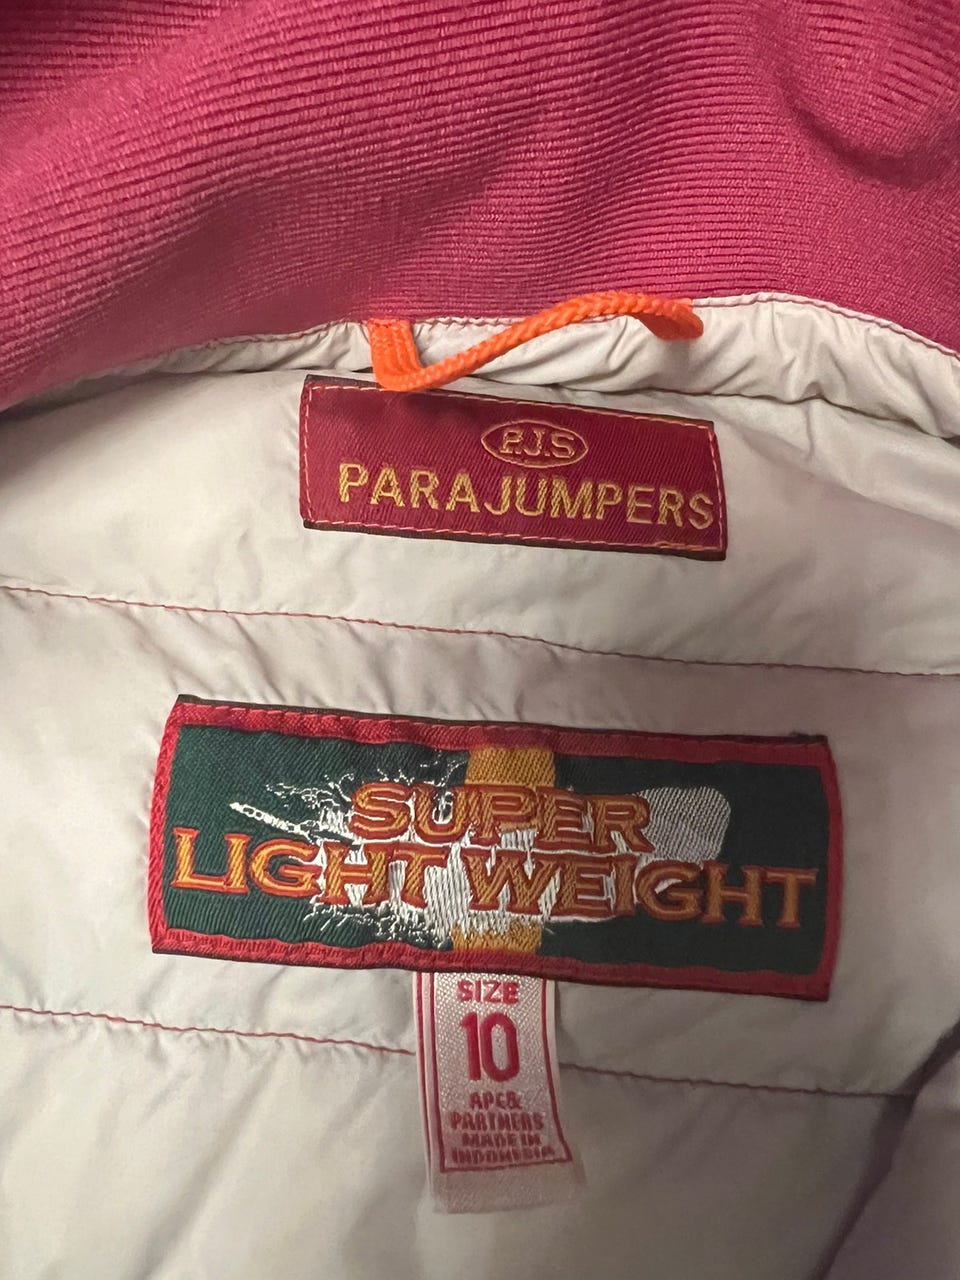 P.J.S
PARAJUMPERS
SUPER
LIGHT WEIGHT
SIZE
10
APC&
PARTNERS
MADE IN
INDONESIA